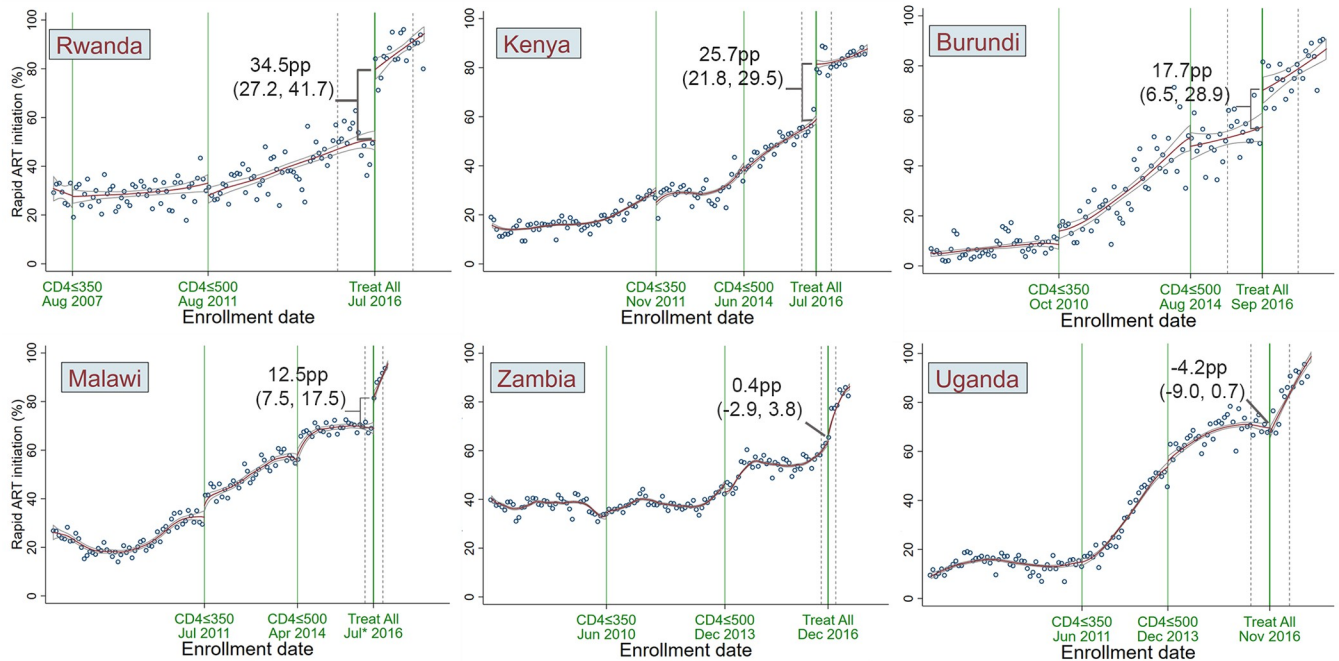 Rapid ART initiation (%)
100
80
60
40
20
0
Rwanda
34.5pp
(27.2, 41.7)
CD4≤350
Aug 2007
CD4≤500
Aug 2011
Treat All
Jul 2016
Enrollment date
100
80
60
40
20
0
Kenya
25.7pp
(21.8, 29.5)
CD4≤350
Nov 2011
CD4≤500
Jun 2014
Treat All
Jul 2016
Enrollment date
100
80
60
40
20
0
Burundi
17.7pp
(6.5, 28.9)
CD4≤350
Oct 2010
CD4≤500
Aug 2014
Treat All
Sep 2016
Enrollment date
Rapid ART initiation (%)
100
80
60
40
20
0
Malawi
12.5pp
(7.5, 17.5)
CD4≤350
Jul 2011
CD4≤500
Apr 2014
Treat All
Jul* 2016
Enrollment date
100
80
60
40
20
0
Zambia
0.4pp
(-2.9, 3.8)
CD4≤350
Jun 2010
CD4≤500
Dec 2013
Treat All
Dec 2016
Enrollment date
100
80
60
40
20
0
Uganda
-4.2pp
(-9.0, 0.7)
CD4≤350
Jun 2011
CD4≤500
Dec 2013
Treat All
Nov 2016
Enrollment date